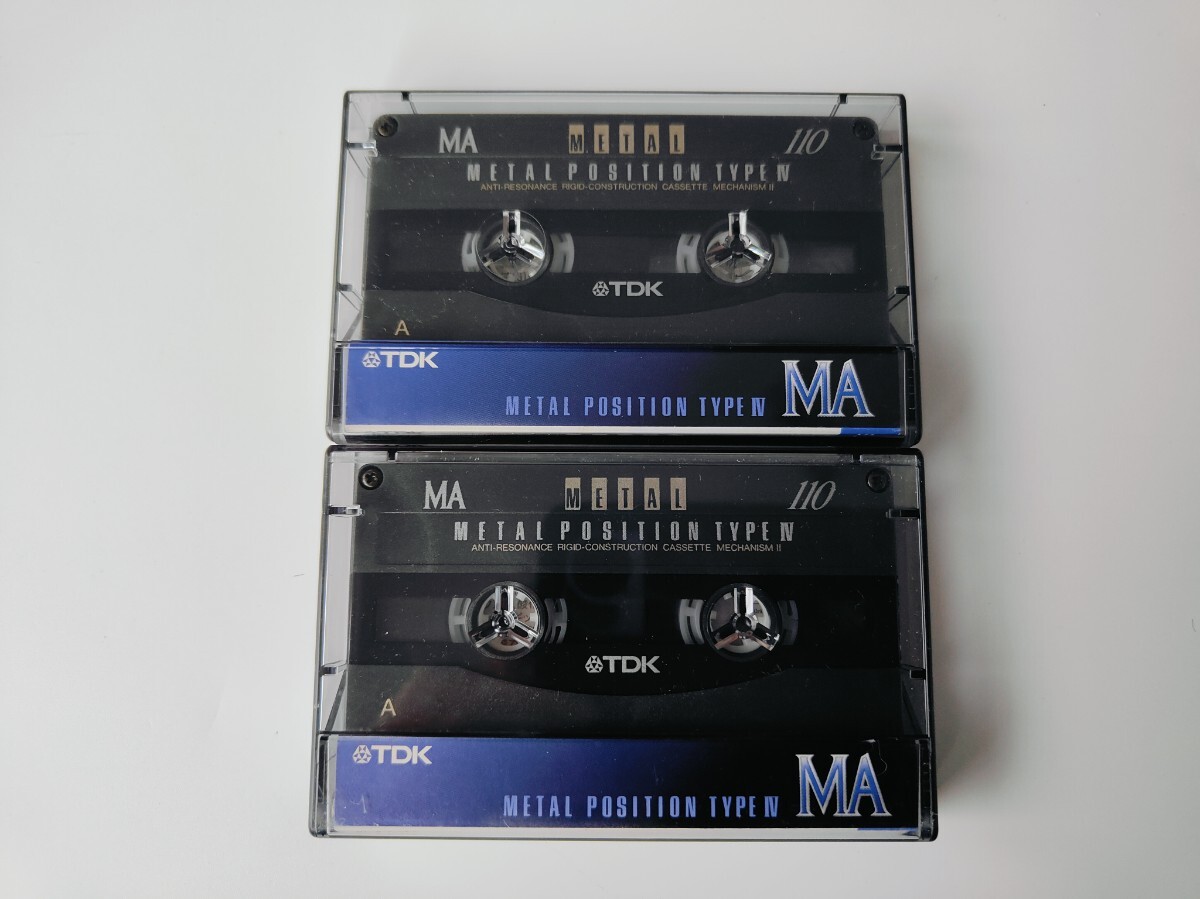 MA METAL 110
METAL POSITION TYPE IV
ANTI-RESONANCE RIGID-CONSTRUCTION CASSETTE MECHANISM II
TDK
A
TDK
METAL POSITION TYPE IV MA
MA METAL 110
METAL POSITION TYPE IV
ANTI-RESONANCE RIGID-CONSTRUCTION CASSETTE MECHANISM II
TDK
A
TDK
METAL POSITION TYPE IV MA